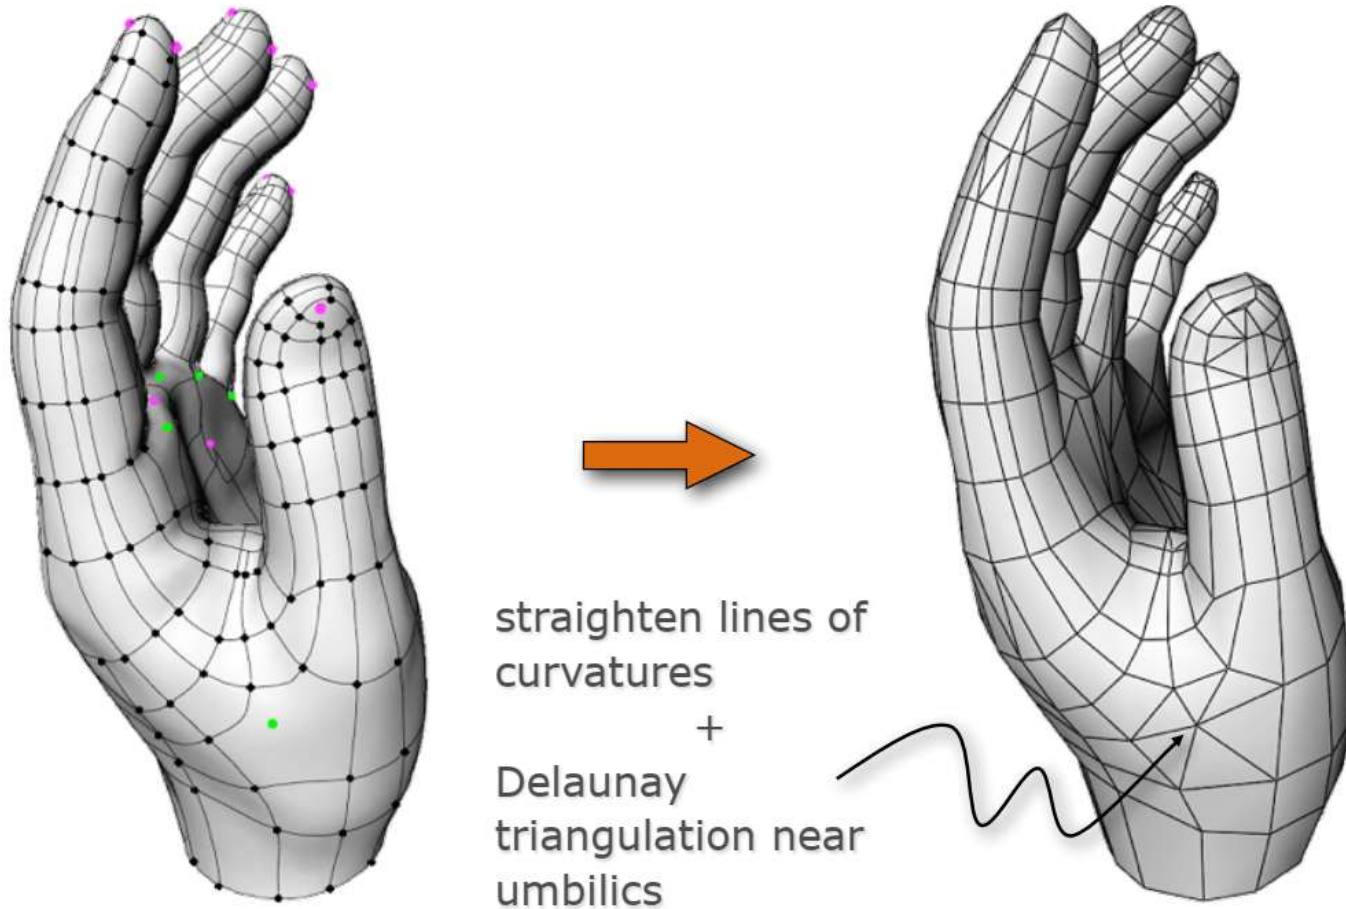 straighten lines of
curvatures
+
Delaunay
triangulation near
umbilics